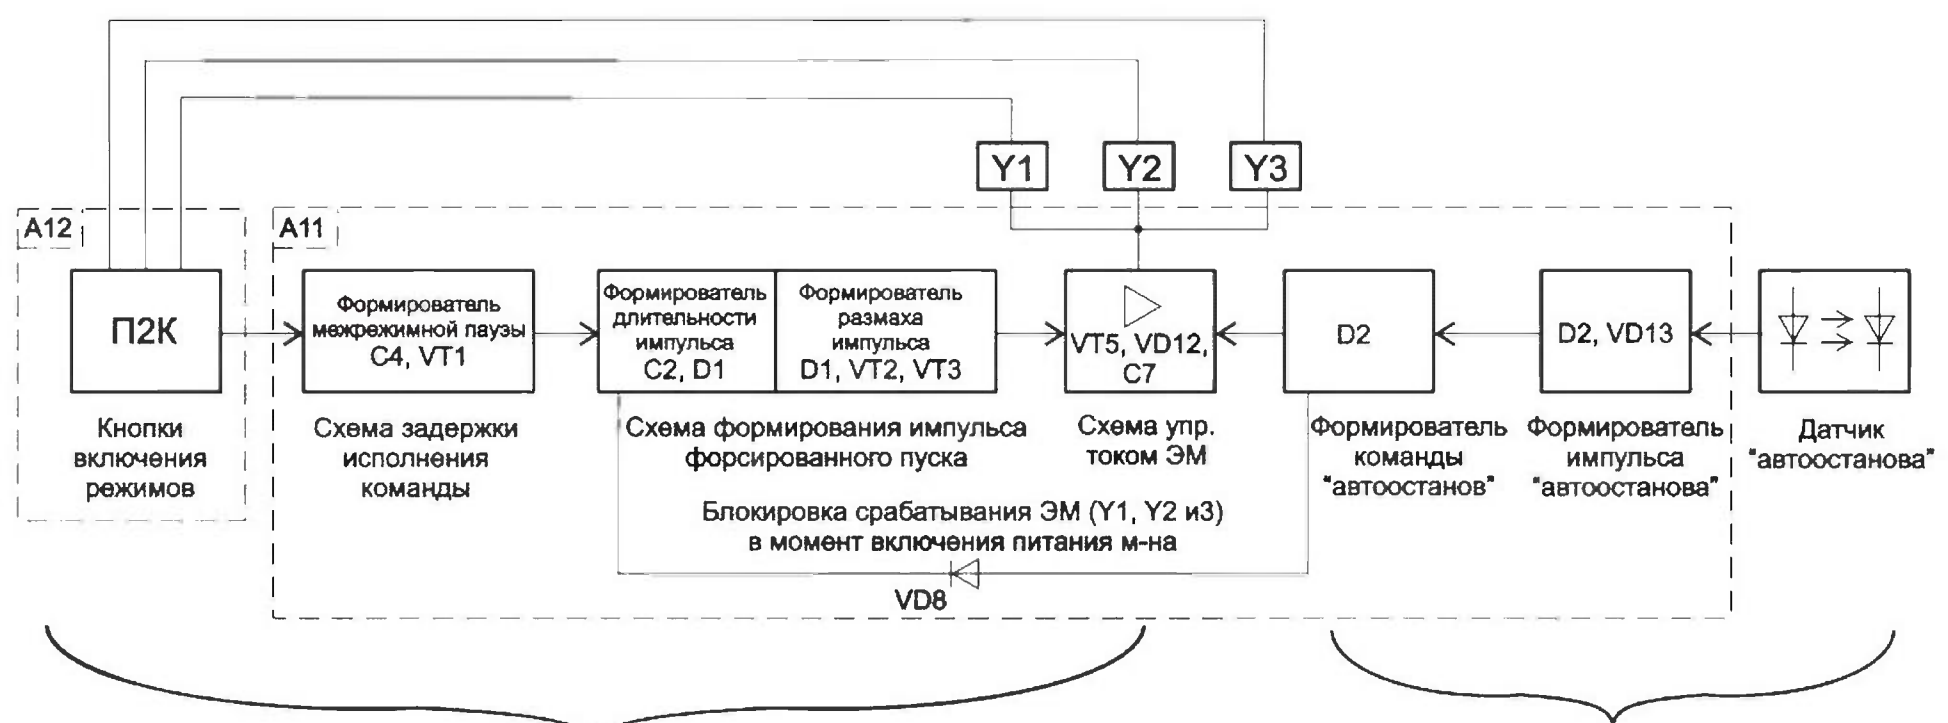 Y1
Y2
Y3
A12
A11
П2К
Формирователь
межрежимной паузы
C4, VT1
Формирователь
длительности
импульса
C2, D1
Формирователь
размаха
импульса
D1, VT2, VT3
VT5, VD12,
C7
D2
D2, VD13
Кнопки
включения
режимов
Схема задержки
исполнения
команды
Схема формирования импульса
форсированного пуска
Схема упр.
током ЭМ
Формирователь
команды
"автоостанов"
Формирователь
импульса
"автоостанова"
Датчик
"автоостанова"
Блокировка срабатывания ЭМ (Y1, Y2 и3)
в момент включения питания м-на
VD8